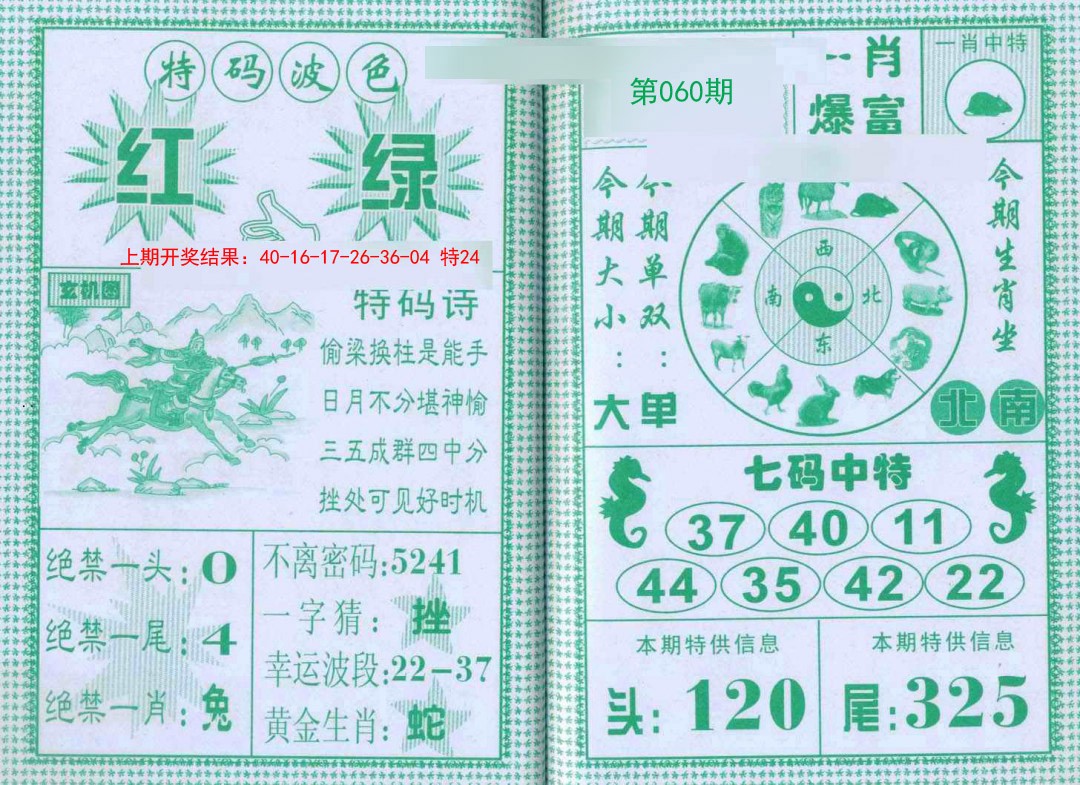 特码波色
红 绿
上期开奖结果：40-16-17-26-36-04 特24
玄机图
特码诗
偷梁换柱是能手
日月不分堪神愉
三五成群四中分
挫处可见好时机
绝禁一头：0
绝禁一尾：4
绝禁一肖：兔
不离密码:5241
一字猜：挫
幸运波段:22-37
黄金生肖:蛇
第060期
一肖
爆富
一肖中特
今期大小：大
今期单双：单
西
南 北
东
今期生肖坐
北 南
七码中特
37 40 11
44 35 42 22
本期特供信息
头：120
本期特供信息
尾:325